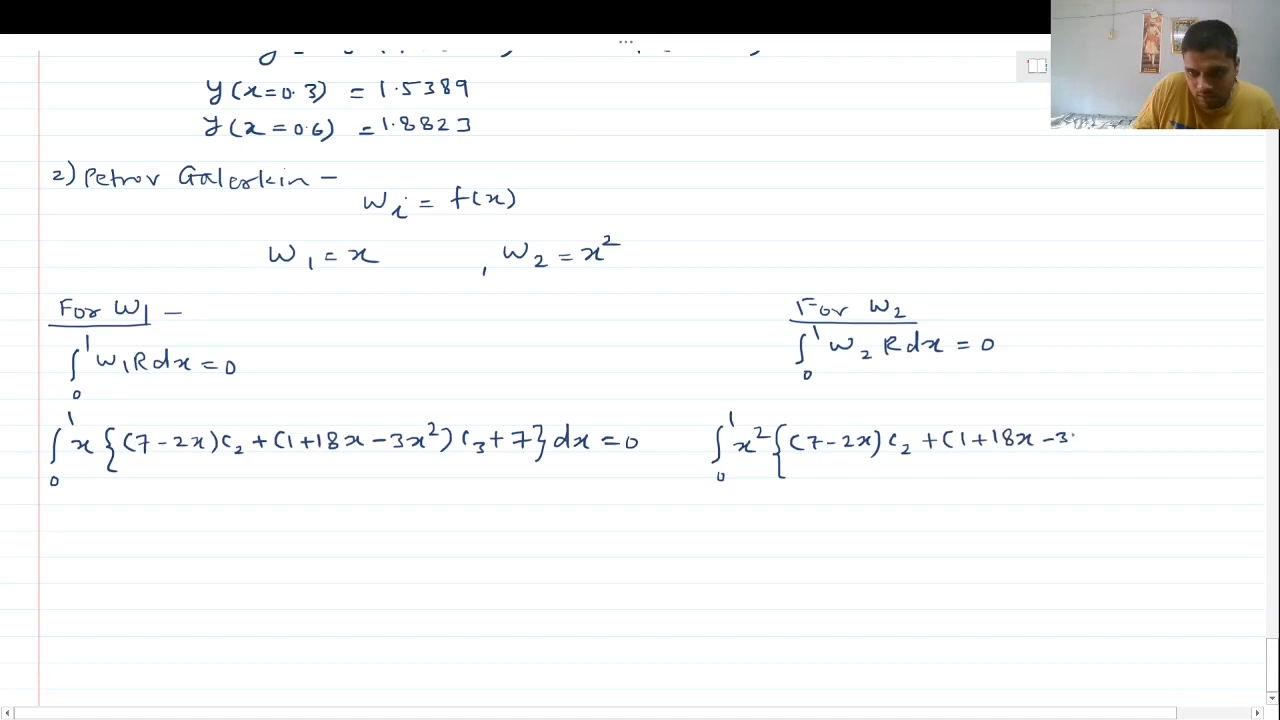 y(x=0.3) = 1.5389
y(x=0.6) = 1.8823
2) Petrov Galerkin –
Wi = f(x)
W1 = x , W2 = x²
For W1 –
∫₀¹ W1 R dx = 0
∫₀¹ x {(7-2x)c2 + (1+18x-3x²) c3 + 7} dx = 0
For W2
∫₀¹ W2 R dx = 0
∫₀¹ x² {(7-2x) c2 + (1+18x -3